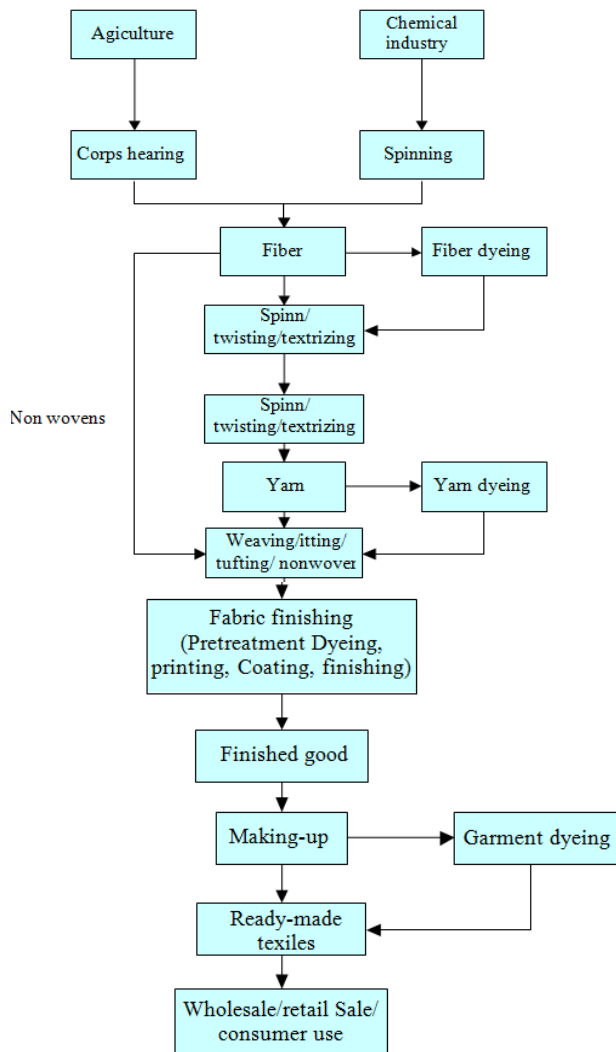 Agiculture
Chemical
industry
Corps hearing
Spinning
Fiber
Fiber dyeing
Spinn/
twisting/textrizing
Non wovens
Spinn/
twisting/textrizing
Yarn
Yarn dyeing
Weaving/itting/
tufting/ nonwover
Fabric finishing
(Pretreatment Dyeing,
printing, Coating, finishing)
Finished good
Making-up
Garment dyeing
Ready-made
texiles
Wholesale/retail Sale/
consumer use